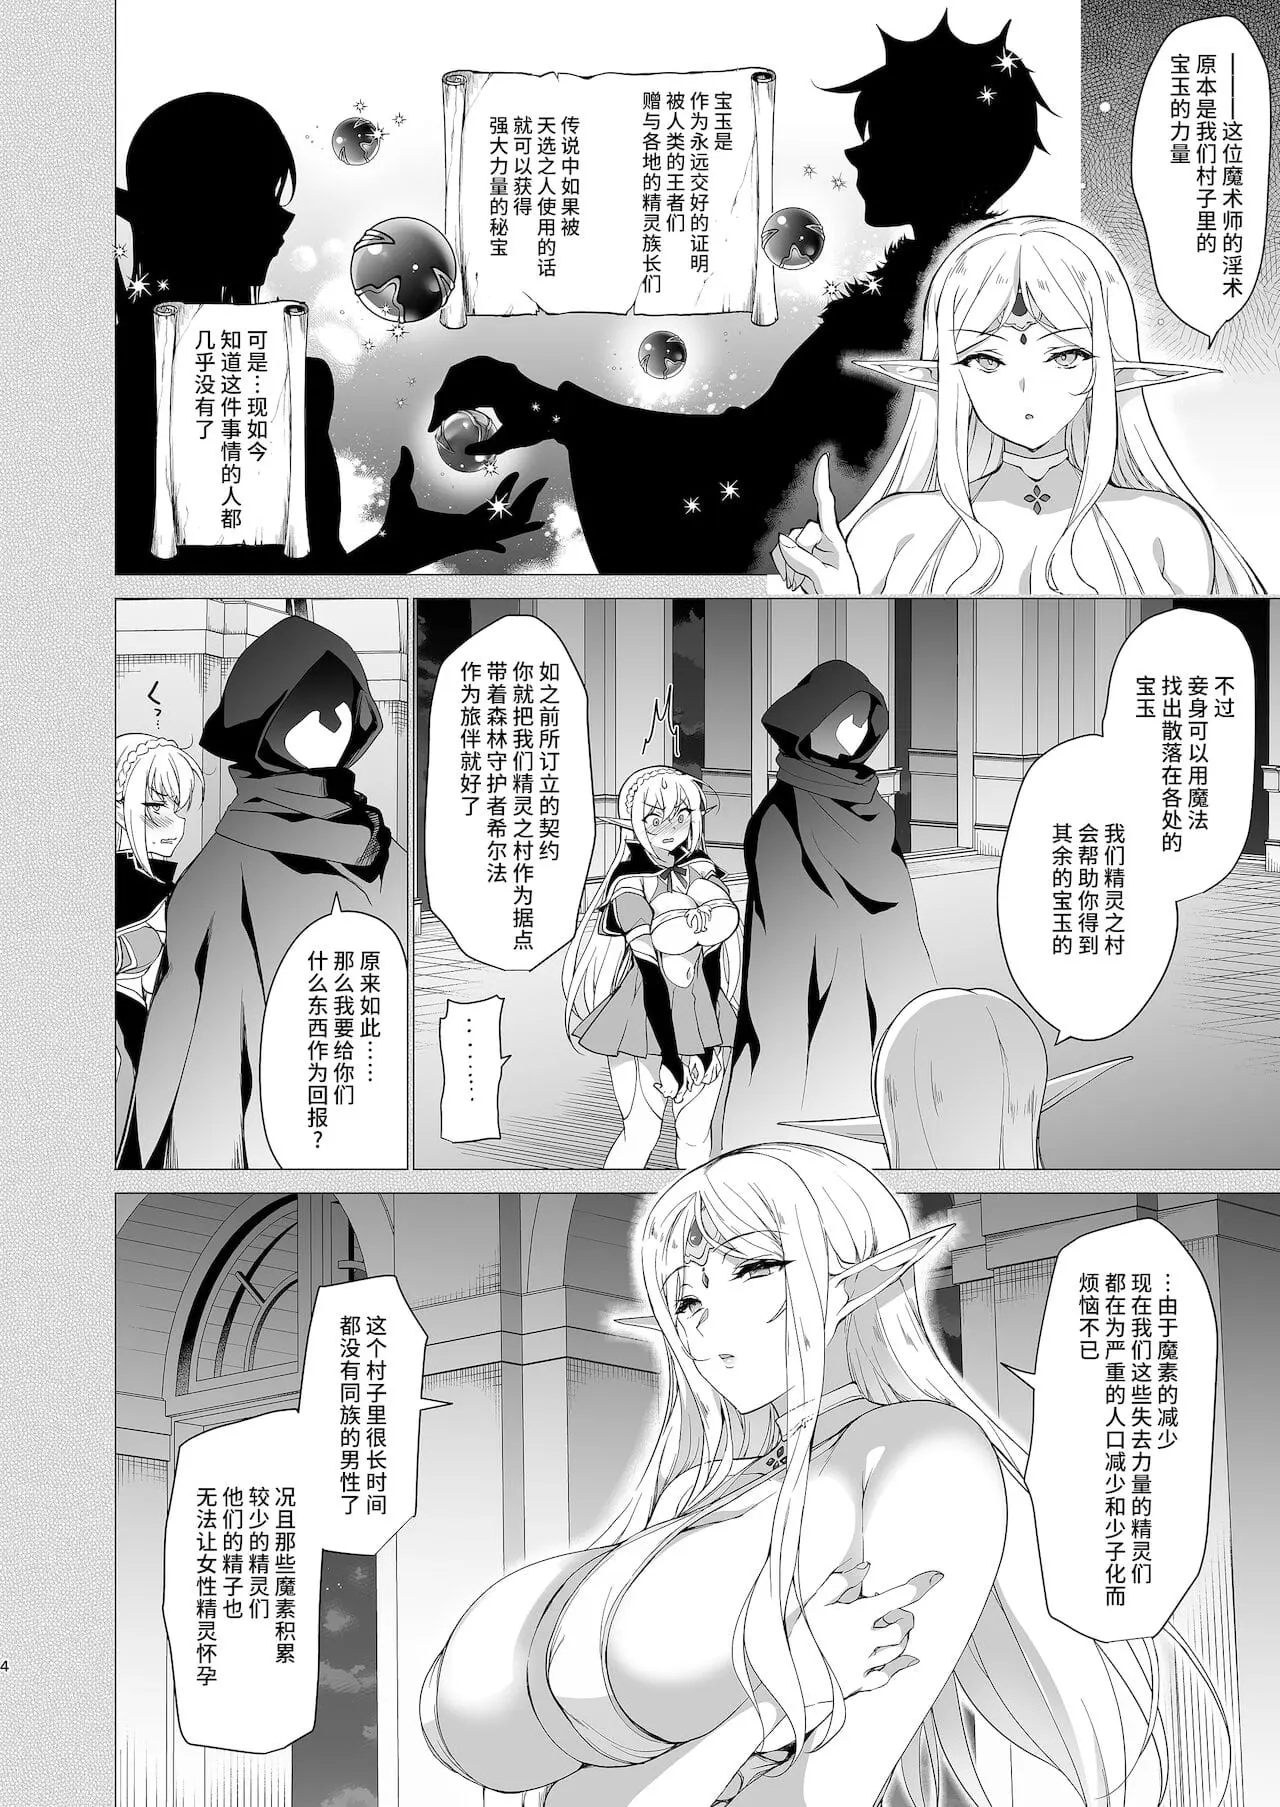 ———这位魔术师的淫术
原本是我们村子里的
宝玉的力量
宝玉是
作为永远交好的证明
被人类的王者们
赠与各地的精灵族长们
传说中如果被
天选之人使用的话
就可以获得
强大力量的秘宝
可是…现如今
知道这件事情的人都
几乎没有了
不过
妾身可以用魔法
找出散落在各处的
宝玉
我们精灵之村
会帮助你得到
其余的宝玉的
如之前所订立的契约
你就把我们精灵之村作为据点
带着森林守护者希尔法
作为旅伴就好了
………
く?…
原来如此……
那么我要给你们
什么东西作为回报?
…由于魔素的减少
现在我们这些失去力量的精灵们
都在为严重的人口减少和少子化而
烦恼不已
这个村子里很长时间
都没有同族的男性了
况且那些魔素积累
较少的精灵们
他们的精子也
无法让女性精灵怀孕
4